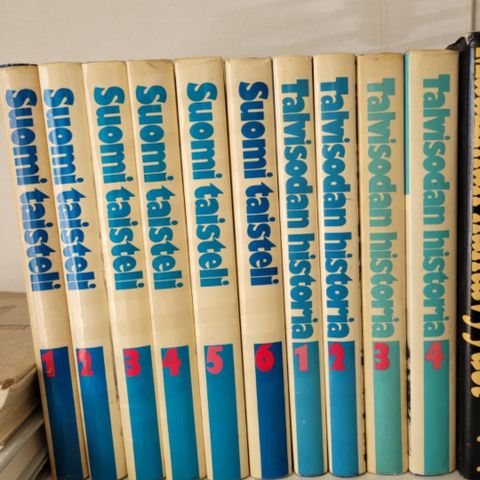 Suomi taisteli 1
Suomi taisteli 2
Suomi taisteli 3
Suomi taisteli 4
Suomi taisteli 5
Suomi taisteli 6
Talvisodan historia 1
Talvisodan historia 2
Talvisodan historia 3
Talvisodan historia 4